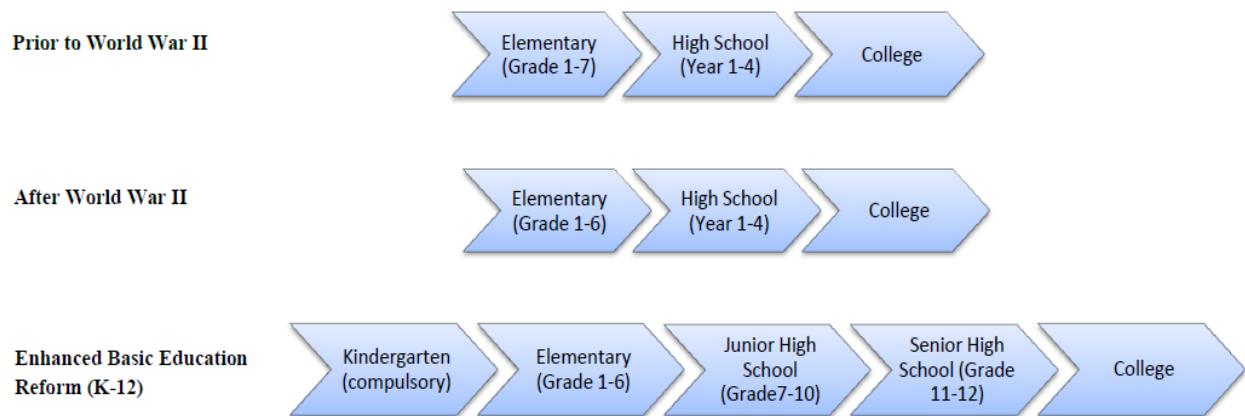 Prior to World War II
Elementary
(Grade 1-7)
High School
(Year 1-4)
College
After World War II
Elementary
(Grade 1-6)
High School
(Year 1-4)
College
Enhanced Basic Education
Reform (K-12)
Kindergarten
(compulsory)
Elementary
(Grade 1-6)
Junior High
School
(Grade7-10)
Senior High
School (Grade
11-12)
College